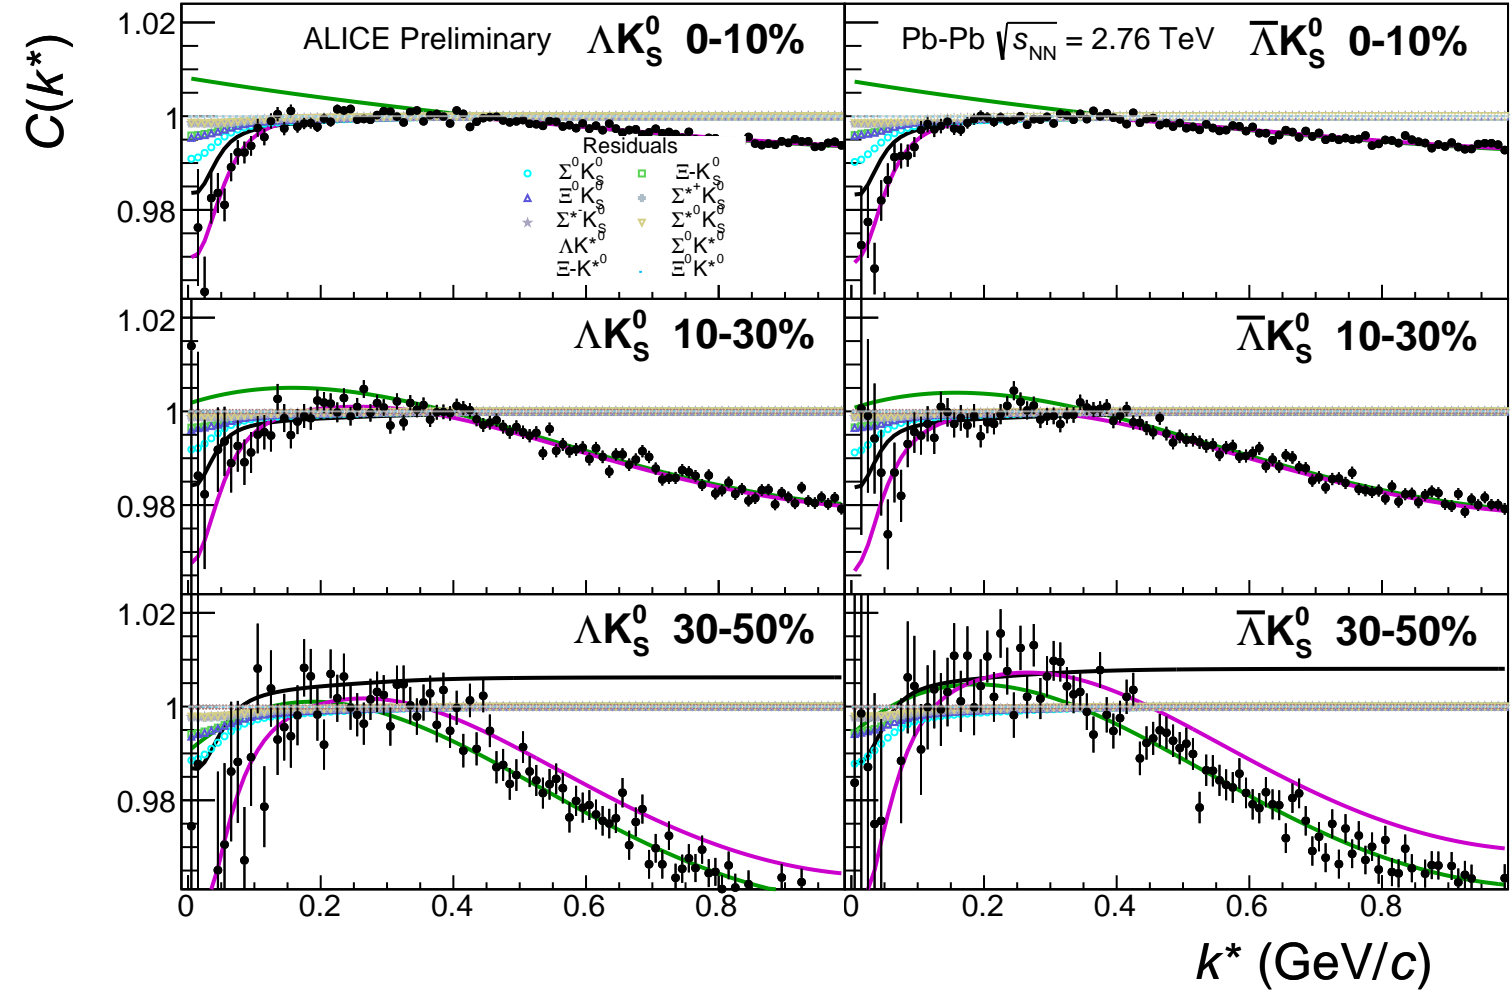 C(k*)
1.02
ALICE Preliminary ΛK⁰S 0-10%
Pb-Pb √sNN = 2.76 TeV Λ̅K⁰S 0-10%
1
Residuals
Σ⁰K⁰S Ξ-K⁰S
Ξ⁰K⁰S Σ*⁺K⁰S
Σ*⁻K⁰S Σ*⁰K⁰S
ΛK*⁰ Σ⁰K*⁰
Ξ-K*⁰ Ξ⁰K*⁰
0.98
1.02
ΛK⁰S 10-30%
Λ̅K⁰S 10-30%
1
0.98
1.02
ΛK⁰S 30-50%
Λ̅K⁰S 30-50%
1
0.98
0 0.2 0.4 0.6 0.8
0 0.2 0.4 0.6 0.8
k* (GeV/c)